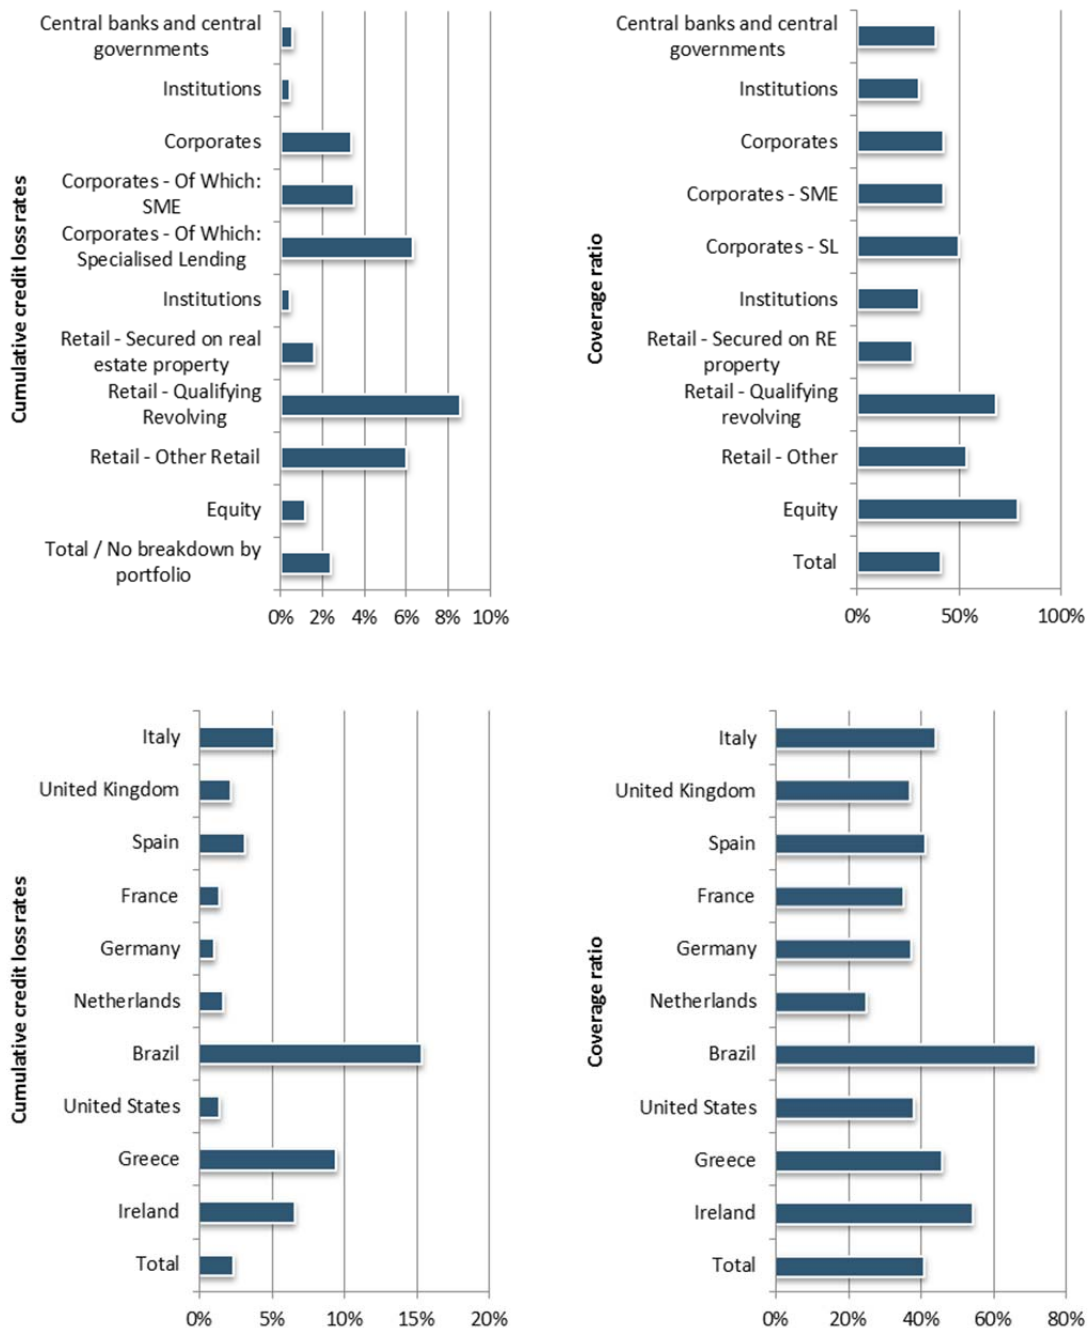 Cumulative credit loss rates
Central banks and central
governments
Institutions
Corporates
Corporates - Of Which:
SME
Corporates - Of Which:
Specialised Lending
Institutions
Retail - Secured on real
estate property
Retail - Qualifying
Revolving
Retail - Other Retail
Equity
Total / No breakdown by
portfolio
0% 2% 4% 6% 8% 10%
Coverage ratio
Central banks and central
governments
Institutions
Corporates
Corporates - SME
Corporates - SL
Institutions
Retail - Secured on RE
property
Retail - Qualifying
revolving
Retail - Other
Equity
Total
0% 50% 100%
Cumulative credit loss rates
Italy
United Kingdom
Spain
France
Germany
Netherlands
Brazil
United States
Greece
Ireland
Total
0% 5% 10% 15% 20%
Coverage ratio
Italy
United Kingdom
Spain
France
Germany
Netherlands
Brazil
United States
Greece
Ireland
Total
0% 20% 40% 60% 80%